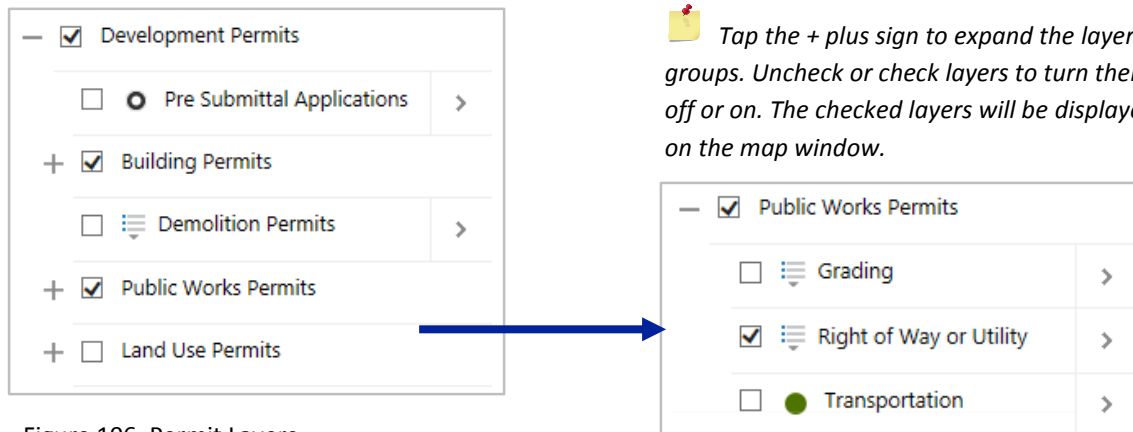 Development Permits
Pre Submittal Applications
Building Permits
Demolition Permits
Public Works Permits
Land Use Permits
Tap the + plus sign to expand the layer
groups. Uncheck or check layers to turn
off or on. The checked layers will be
on the map window.
Public Works Permits
Grading
Right of Way or Utility
Transportation
Permit Layers